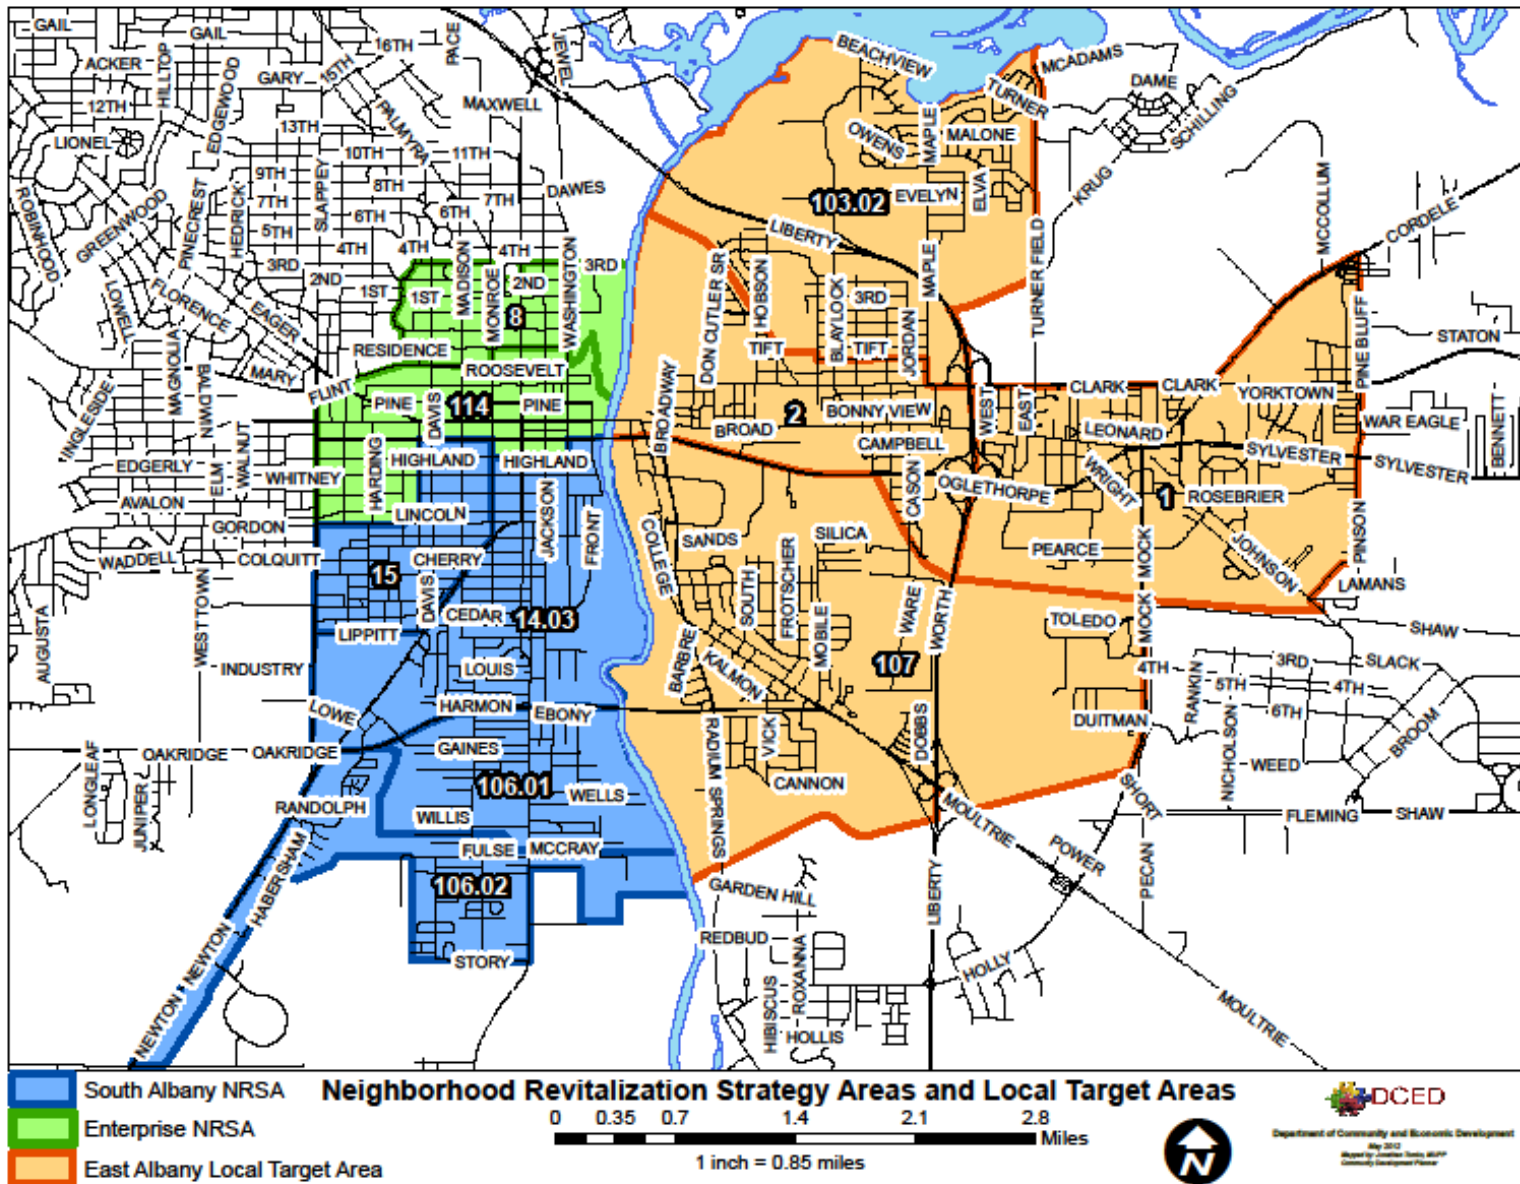 GAIL
GAIL
16TH
PACE
JEWEL
BEACHVIEW
MCADAMS
ACKER
HILLTOP
EDGEWOOD
GARY
15TH
MAXWELL
TURNER
DAME
SCHILLING
12TH
13TH
PALMYRA
OWENS
MAPLE
MALONE
LIONEL
10TH
11TH
9TH
8TH
7TH
DAWES
EVELYN
ELVA
KRUG
ROBINHOOD
GREENWOOD
PINECREST
HEDRICK
7TH
SLAPPEY
6TH
6TH
103.02
MCCOLLUM
CORDELE
5TH
4TH
4TH
4TH
LIBERTY
TURNER FIELD
3RD
2ND
1ST
1ST
MADISON
MONROE
2ND
WASHINGTON
3RD
DON CUTLER SR
HOBSON
BLAYLOCK
3RD
JORDAN
MAPLE
LOWELL
FLORENCE
EAGER
8
PINE BLUFF
STATON
RESIDENCE
TIFT
TIFT
MAGNOLIA
BALDWIN
MARY
FLINT
ROOSEVELT
BROADWAY
WEST
EAST
CLARK
CLARK
YORKTOWN
INGLESIDE
PINE
114
DAVIS
PINE
2
BONNY VIEW
BROAD
WAR EAGLE
BENNETT
LEONARD
CAMPBELL
EDGERLY
ELM
WALNUT
WHITNEY
HARDING
HIGHLAND
HIGHLAND
SYLVESTER
SYLVESTER
CASON
OGLETHORPE
WRIGHT
1
ROSEBRIER
AVALON
LINCOLN
JACKSON
FRONT
GORDON
COLLEGE
SANDS
SILICA
MOCK
PEARCE
JOHNSON
PINSON
WADDELL
COLQUITT
CHERRY
15
DAVIS
LAMANS
WESTTOWN
CEDAR
14.03
SOUTH
FROTSCHER
MOBILE
WARE
WORTH
TOLEDO
MOCK
AUGUSTA
LIPPITT
SHAW
INDUSTRY
LOUIS
BARBRE
KALMON
107
4TH
RANKIN
3RD
SLACK
5TH
4TH
LOWE
HARMON
EBONY
DUITMAN
NICHOLSON
6TH
BROOM
LONGLEAF
OAKRIDGE
OAKRIDGE
GAINES
RADIUM SPRINGS
VICK
DOBBS
WEED
JUNIPER
106.01
CANNON
RANDOLPH
WELLS
WILLIS
MOULTRIE
SHORT
FLEMING
SHAW
HABERSHAM
FULSE
MCCRAY
POWER
PECAN
106.02
GARDEN HILL
LIBERTY
NEWTON
REDBUD
STORY
HIBISCUS
ROXANNA
HOLLY
NEWTON
HOLLIS
MOULTRIE
South Albany NRSA
Enterprise NRSA
East Albany Local Target Area
Neighborhood Revitalization Strategy Areas and Local Target Areas
0 0.35 0.7 1.4 2.1 2.8
Miles
1 inch = 0.85 miles
N
DCED
Department of Community and Economic Development
May 2012
Community Development Planner